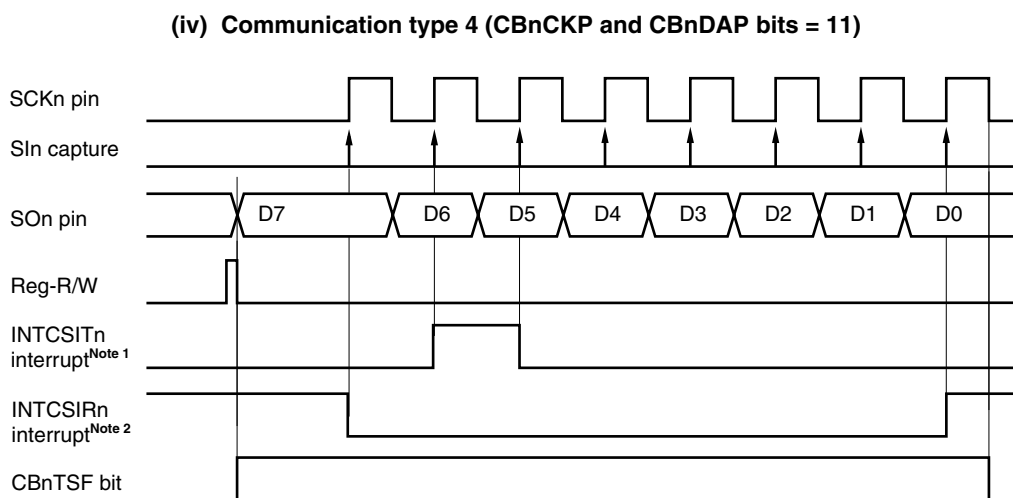 (iv) Communication type 4 (CBnCKP and CBnDAP bits = 11)
SCKn pin
SIn capture
SOn pin
D7 D6 D5 D4 D3 D2 D1 D0
Reg-R/W
INTCSITn
interruptNote 1
INTCSIRn
interruptNote 2
CBnTSF bit